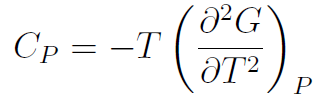 $C_P = -T \left( \frac{\partial^2 G}{\partial T^2} \right)_P$